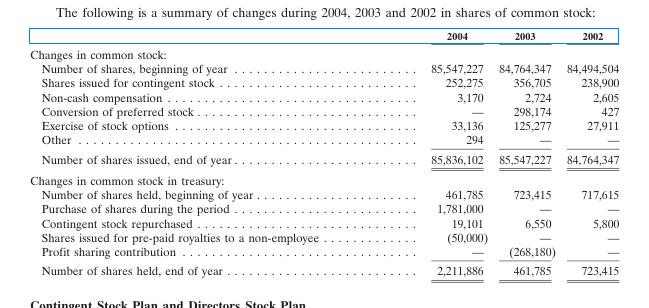 The following is a summary of changes during 2004, 2003 and 2002 in shares of common stock:
2004 2003 2002
Changes in common stock:
Number of shares, beginning of year . . . . . . . . . . . . . . . . . . . . . . . . . 85,547,227 84,764,347 84,494,504
Shares issued for contingent stock . . . . . . . . . . . . . . . . . . . . . . . . . . . 252,275 356,705 238,900
Non-cash compensation . . . . . . . . . . . . . . . . . . . . . . . . . . . . . . . . . . 3,170 2,724 2,605
Conversion of preferred stock . . . . . . . . . . . . . . . . . . . . . . . . . . . . . . — 298,174 427
Exercise of stock options . . . . . . . . . . . . . . . . . . . . . . . . . . . . . . . . . 33,136 125,277 27,911
Other . . . . . . . . . . . . . . . . . . . . . . . . . . . . . . . . . . . . . . . . . . . . . . 294 — —
Number of shares issued, end of year . . . . . . . . . . . . . . . . . . . . . . . . . 85,836,102 85,547,227 84,764,347
Changes in common stock in treasury:
Number of shares held, beginning of year . . . . . . . . . . . . . . . . . . . . . . 461,785 723,415 717,615
Purchase of shares during the period . . . . . . . . . . . . . . . . . . . . . . . . . 1,781,000 — —
Contingent stock repurchased . . . . . . . . . . . . . . . . . . . . . . . . . . . . . . 19,101 6,550 5,800
Shares issued for pre-paid royalties to a non-employee . . . . . . . . . . . . . (50,000) — —
Profit sharing contribution . . . . . . . . . . . . . . . . . . . . . . . . . . . . . . . . — (268,180) —
Number of shares held, end of year . . . . . . . . . . . . . . . . . . . . . . . . . . 2,211,886 461,785 723,415
Contingent Stock Plan and Directors Stock Plan